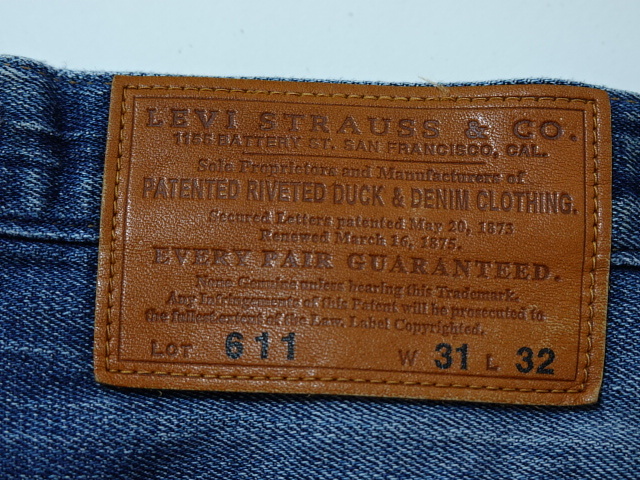 LEVI STRAUSS & CO.
1155 BATTERY ST. SAN FRANCISCO, CAL.
Sole Proprietors and Manufacturers of
PATENTED RIVETED DUCK & DENIM CLOTHING.
Secured Letters patented May 20, 1873
Renewed March 16, 1875.
EVERY PAIR GUARANTEED.
None Genuine unless bearing this Trademark.
Any Infringements of this Patent will be prosecuted to
the fullest extent of the Law. Label Copyrighted.
LOT 611 W 31 L 32